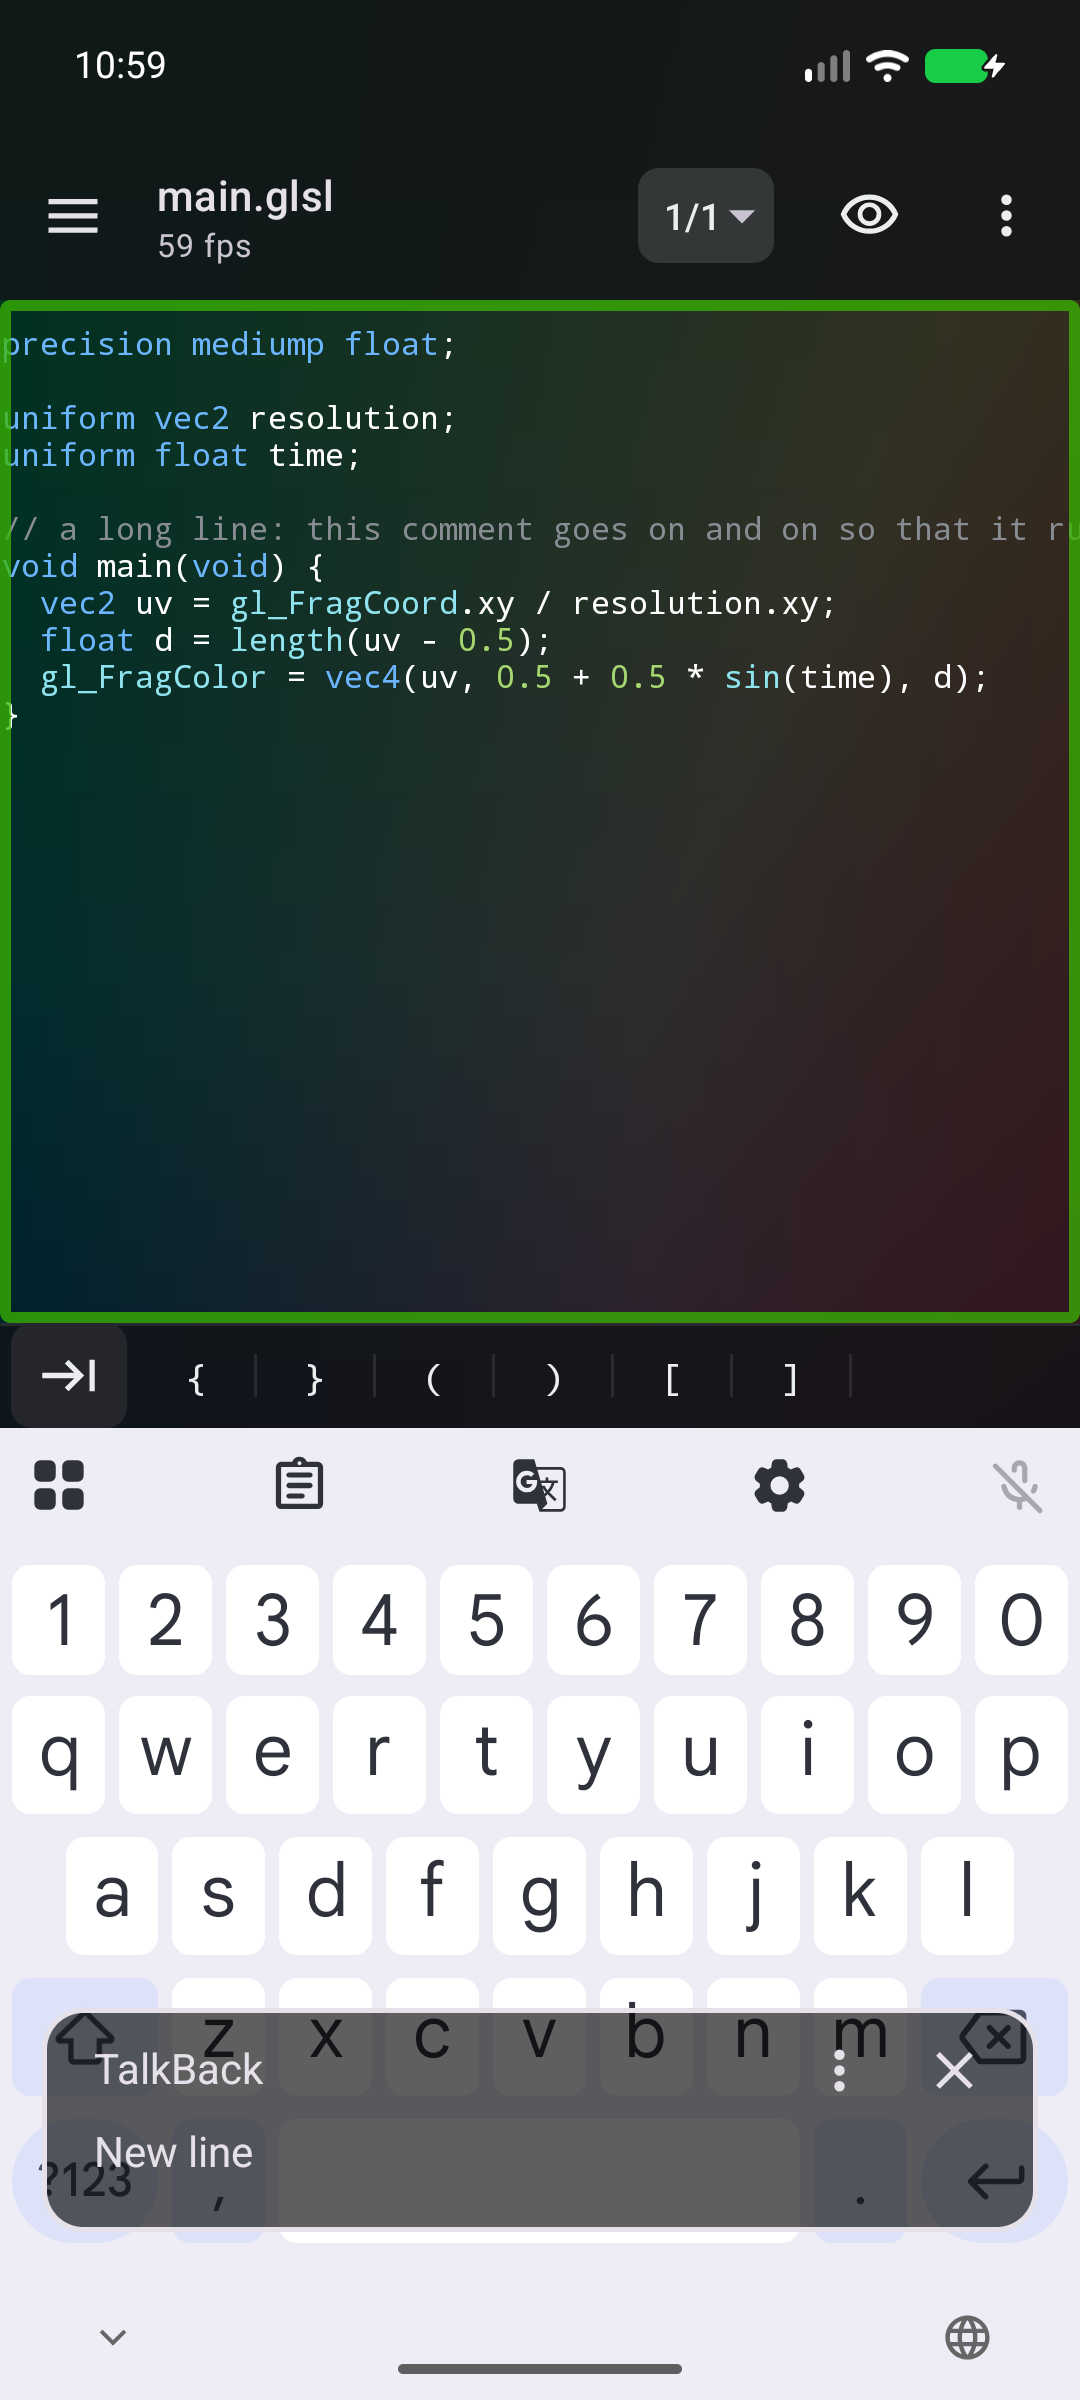 10:59
main.glsl
59 fps
1/1
precision mediump float;
uniform vec2 resolution;
uniform float time;
// a long line: this comment goes on and on so that it ru
void main(void) {
  vec2 uv = gl_FragCoord.xy / resolution.xy;
  float d = length(uv - 0.5);
  gl_FragColor = vec4(uv, 0.5 + 0.5 * sin(time), d);
}
{ } ( ) [ ]
1 2 3 4 5 6 7 8 9 0
q w e r t y u i o p
a s d f g h j k l
z x c v b n m
TalkBack
New line
?123 , .